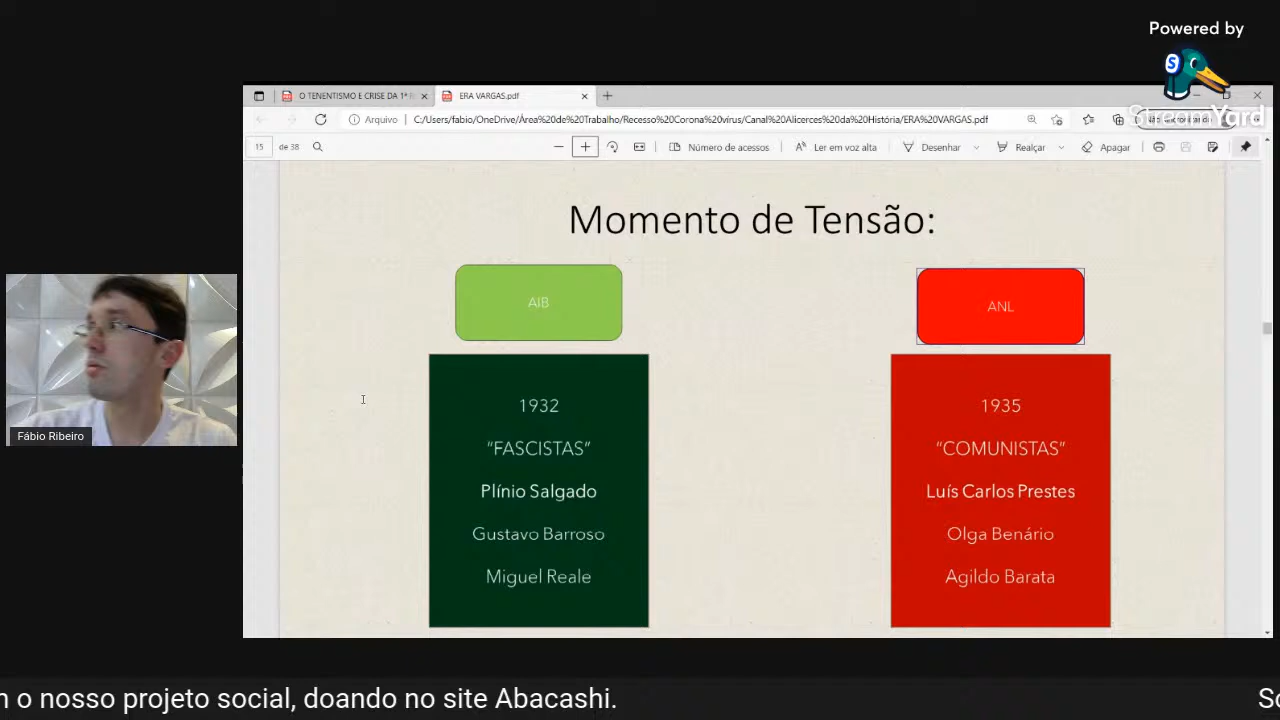 Powered by
S
StreamYard
O TENENTISMO E CRISE DA 1ª
ERA VARGAS.pdf
Arquivo
C:/Users/fabio/OneDrive/Área%20de%20Trabalho/Recesso%20Corona%20vírus/Canal%20Alicerces%20da%20História/ERA%20VARGAS.pdf
15 de 38
Número de acessos
Ler em voz alta
Desenhar
Realçar
Apagar
Momento de Tensão:
AIB
1932
“FASCISTAS”
Plínio Salgado
Gustavo Barroso
Miguel Reale
ANL
1935
“COMUNISTAS”
Luís Carlos Prestes
Olga Benário
Agildo Barata
Fábio Ribeiro
o nosso projeto social, doando no site Abacashi.